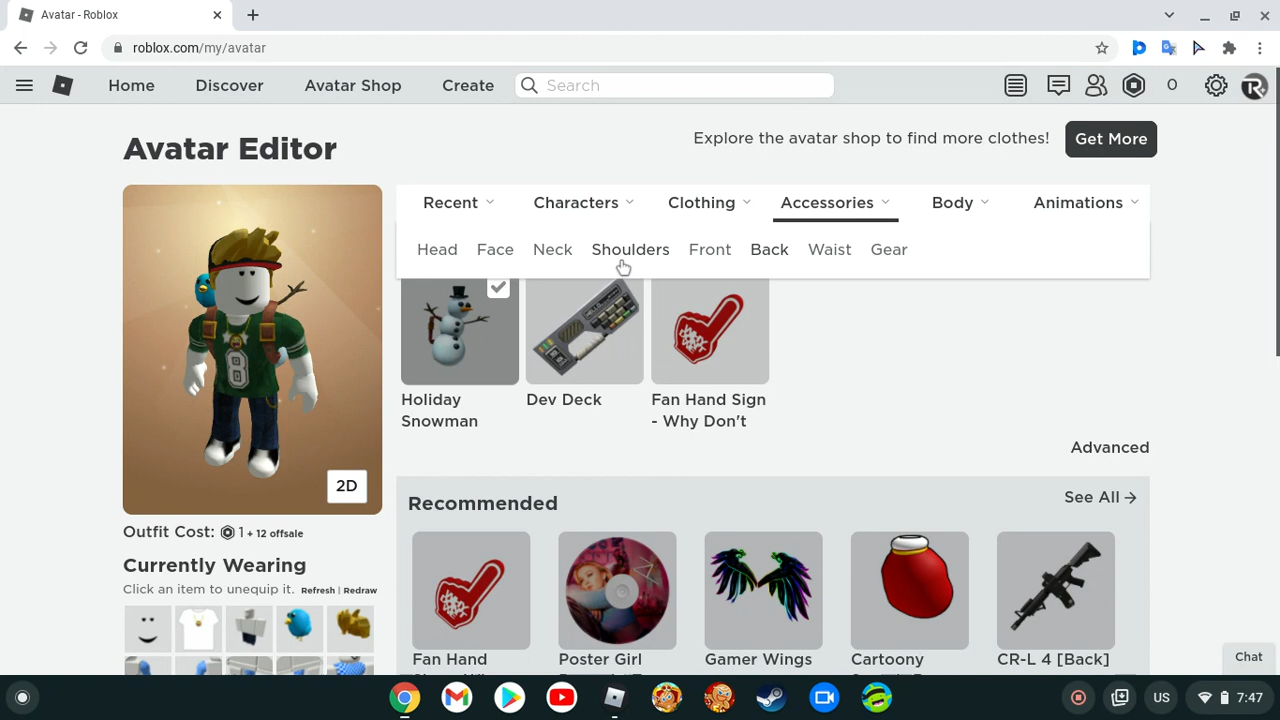 Avatar - Roblox
roblox.com/my/avatar
Home Discover Avatar Shop Create Search 0
Avatar Editor
Explore the avatar shop to find more clothes! Get More
Recent Characters Clothing Accessories Body Animations
Head Face Neck Shoulders Front Back Waist Gear
Holiday Snowman
Dev Deck
Fan Hand Sign - Why Don't
8
2D
Advanced
Outfit Cost: 1 + 12 offsale
Currently Wearing
Click an item to unequip it. Refresh | Redraw
Recommended
See All →
Fan Hand
Poster Girl
Gamer Wings
Cartoony
CR-L 4 [Back]
Chat
US 7:47